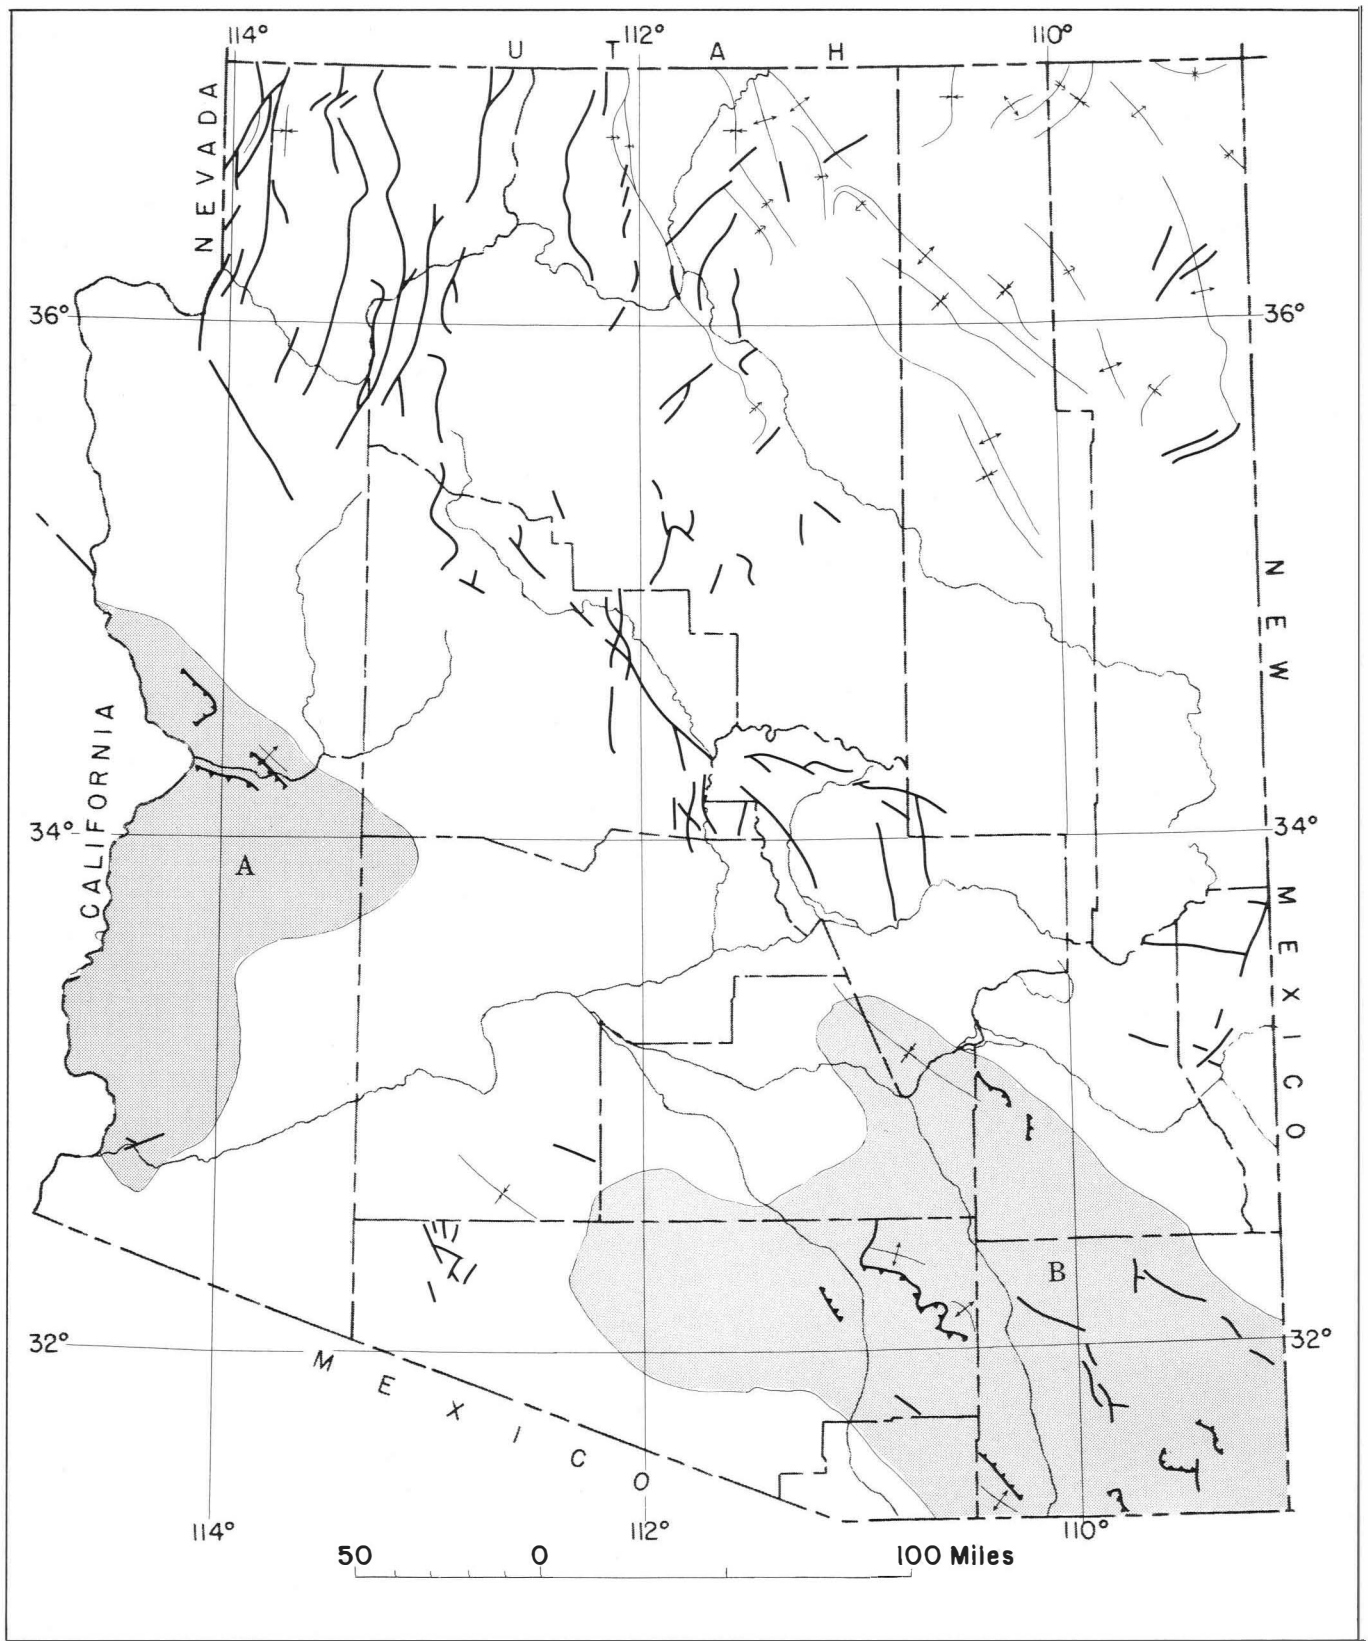 114° 112° 110°
U T A H
NEVADA
36° 36°
NEW
CALIFORNIA
34° 34°
A
MEXICO
B
32° 32°
MEXICO
114° 112° 110°
50 0 100 Miles